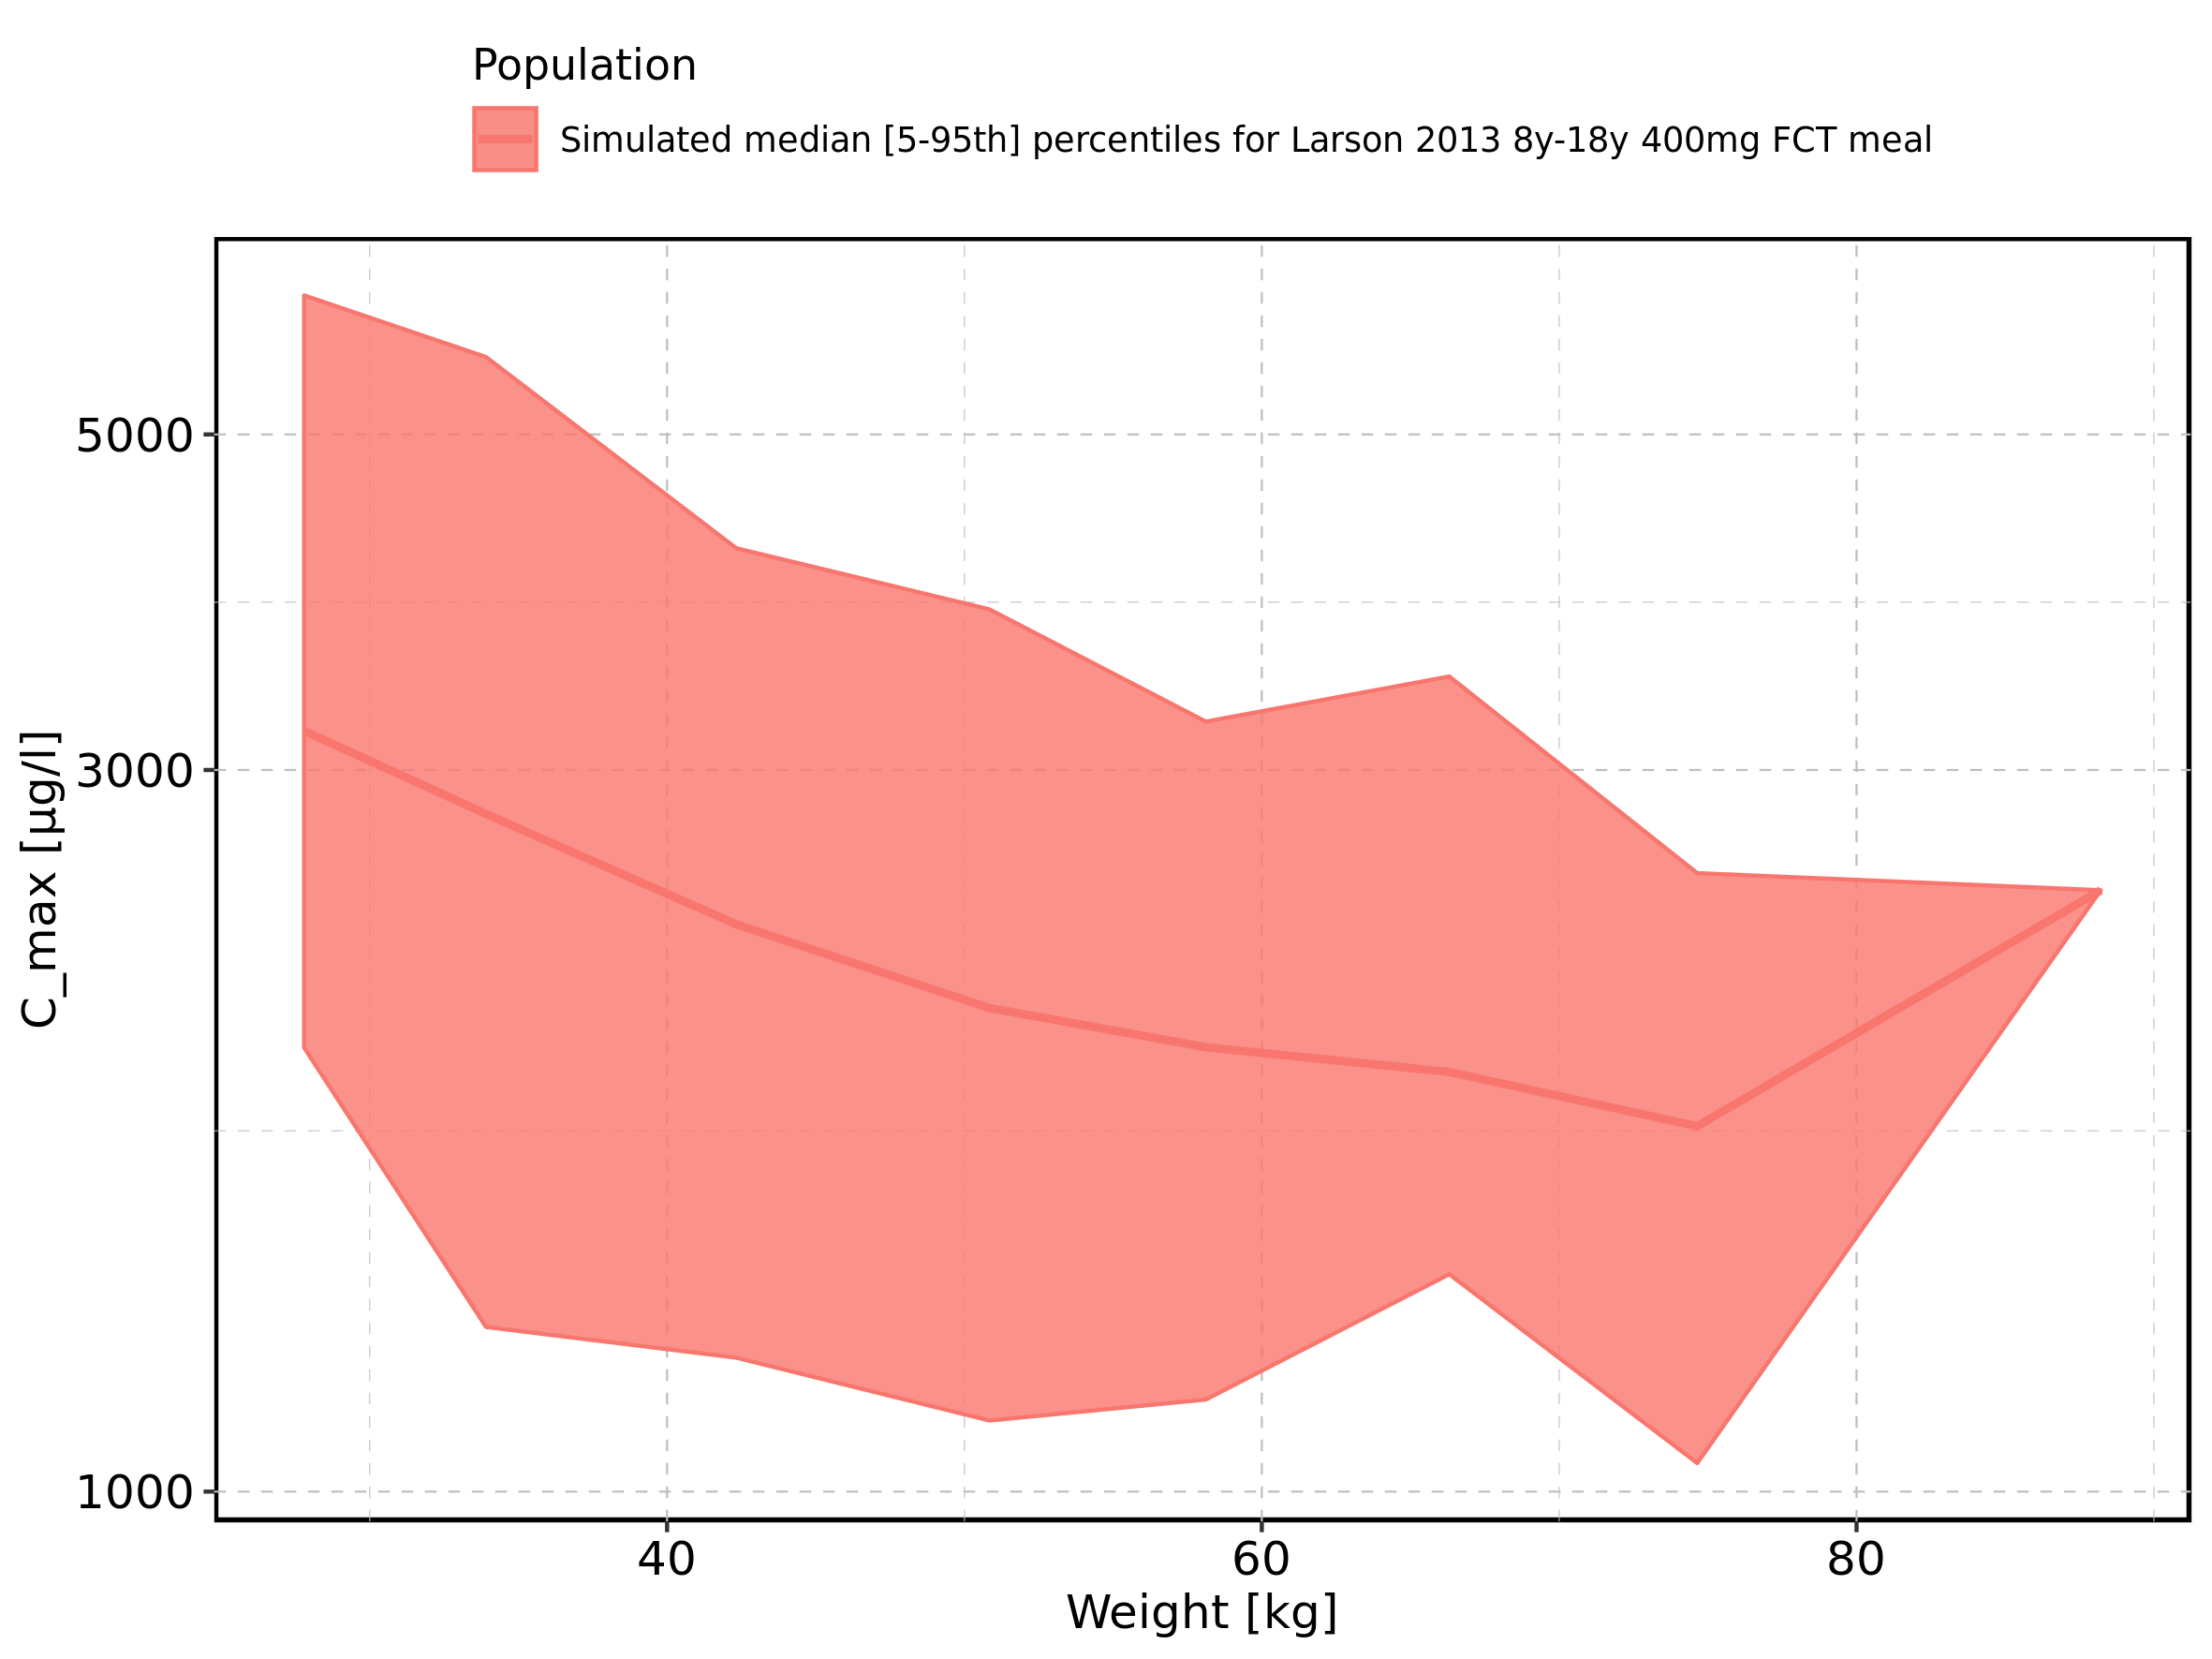 Population
Simulated median [5-95th] percentiles for Larson 2013 8y-18y 400mg FCT meal
C_max [µg/l]
5000
3000
1000
40 60 80
Weight [kg]